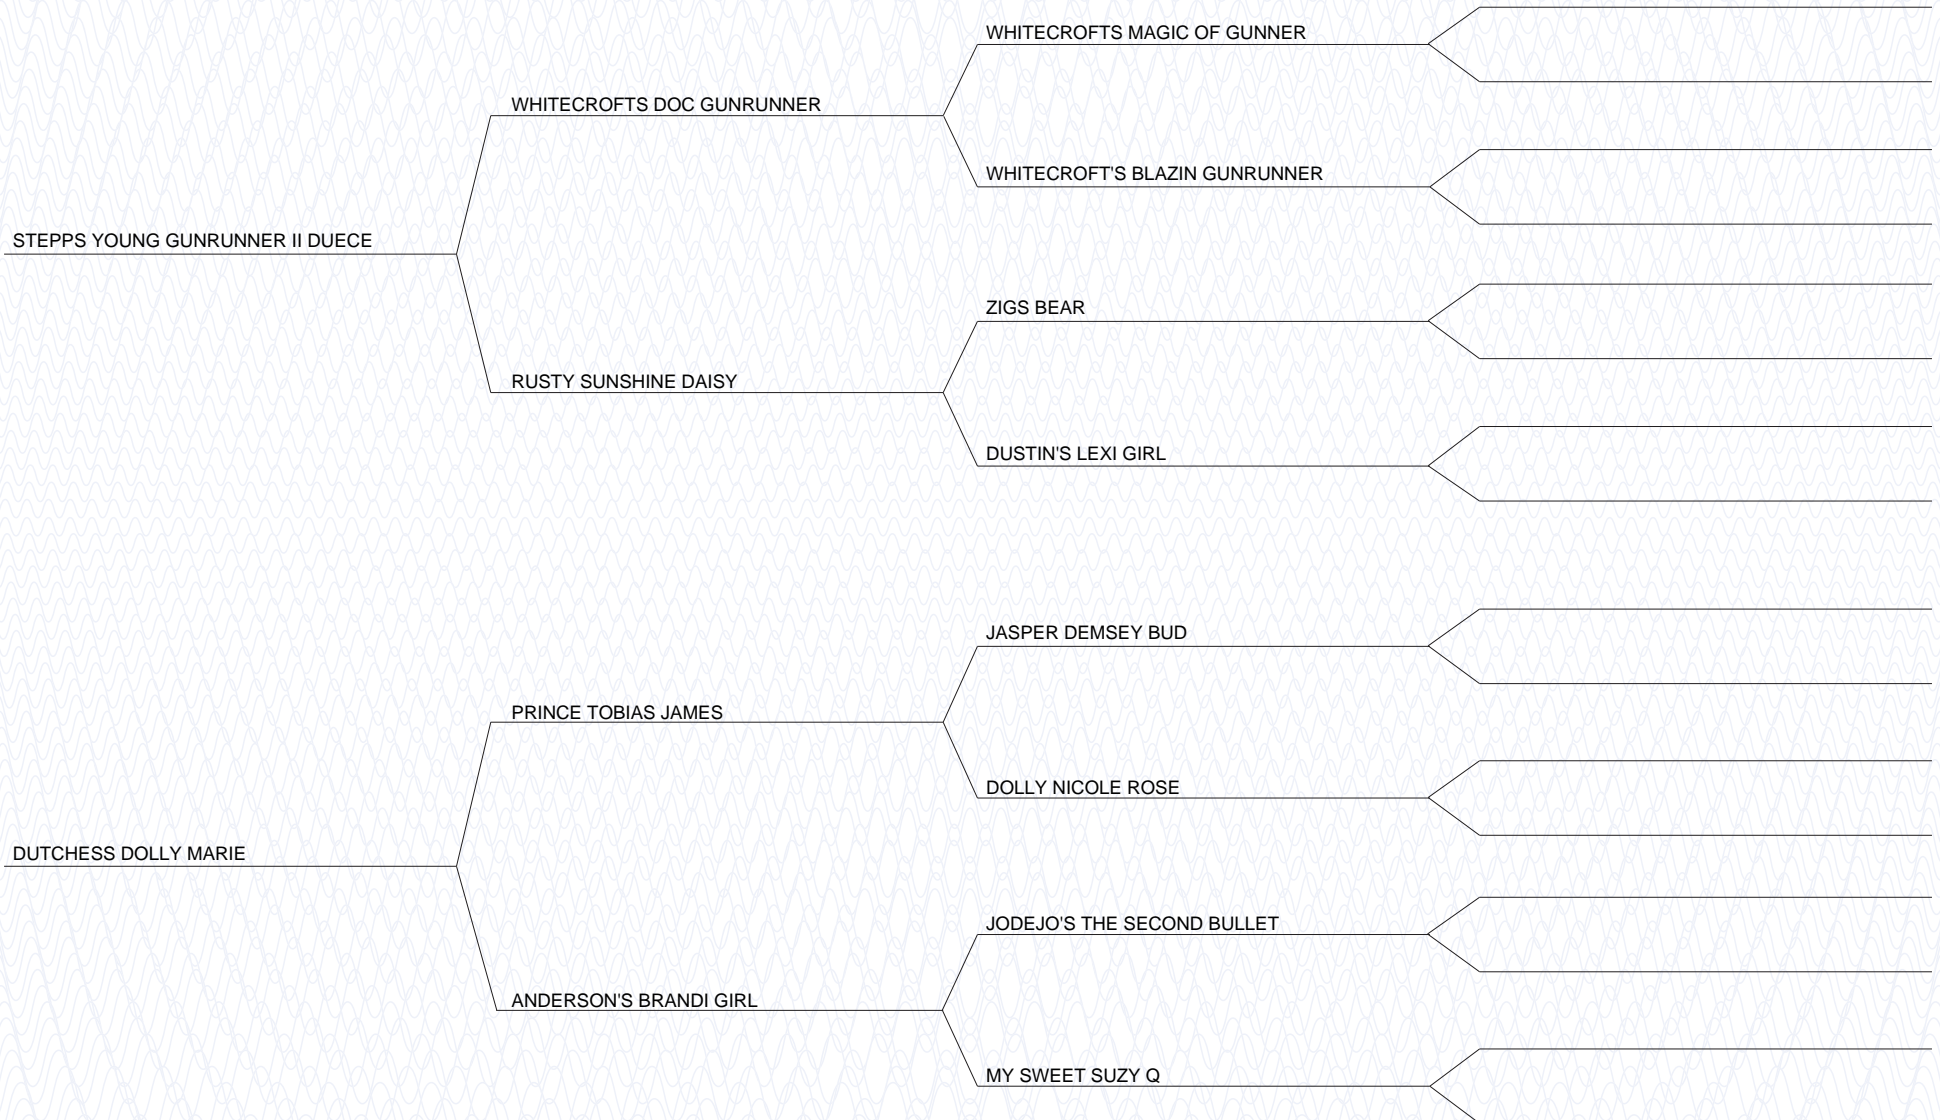 WHITECROFTS MAGIC OF GUNNER
WHITECROFTS DOC GUNRUNNER
WHITECROFT'S BLAZIN GUNRUNNER
STEPPS YOUNG GUNRUNNER II DUECE
ZIGS BEAR
RUSTY SUNSHINE DAISY
DUSTIN'S LEXI GIRL
JASPER DEMSEY BUD
PRINCE TOBIAS JAMES
DOLLY NICOLE ROSE
DUTCHESS DOLLY MARIE
JODEJO'S THE SECOND BULLET
ANDERSON'S BRANDI GIRL
MY SWEET SUZY Q